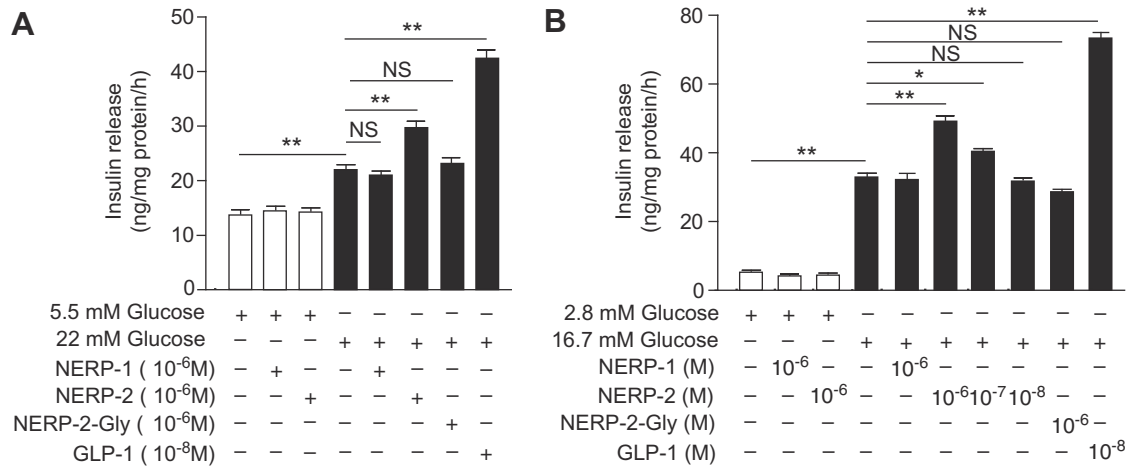 A
Insulin release
(ng/mg protein/h)
50
40
30
20
10
0
**
NS
**
NS
**
5.5 mM Glucose + + + – – – – –
22 mM Glucose – – – + + + + +
NERP-1 ( 10⁻⁶M) – + – – + – – –
NERP-2 ( 10⁻⁶M) – – + – – + – –
NERP-2-Gly ( 10⁻⁶M) – – – – – – + –
GLP-1 ( 10⁻⁸M) – – – – – – – +
B
Insulin release
(ng/mg protein/h)
80
60
40
20
0
**
NS
NS
*
**
**
2.8 mM Glucose + + + – – – – – – –
16.7 mM Glucose – – – + + + + + + +
NERP-1 (M) – 10⁻⁶ – – 10⁻⁶ – – – – –
NERP-2 (M) – – 10⁻⁶ – – 10⁻⁶ 10⁻⁷ 10⁻⁸ – –
NERP-2-Gly (M) – – – – – – – – 10⁻⁶ –
GLP-1 (M) – – – – – – – – – 10⁻⁸